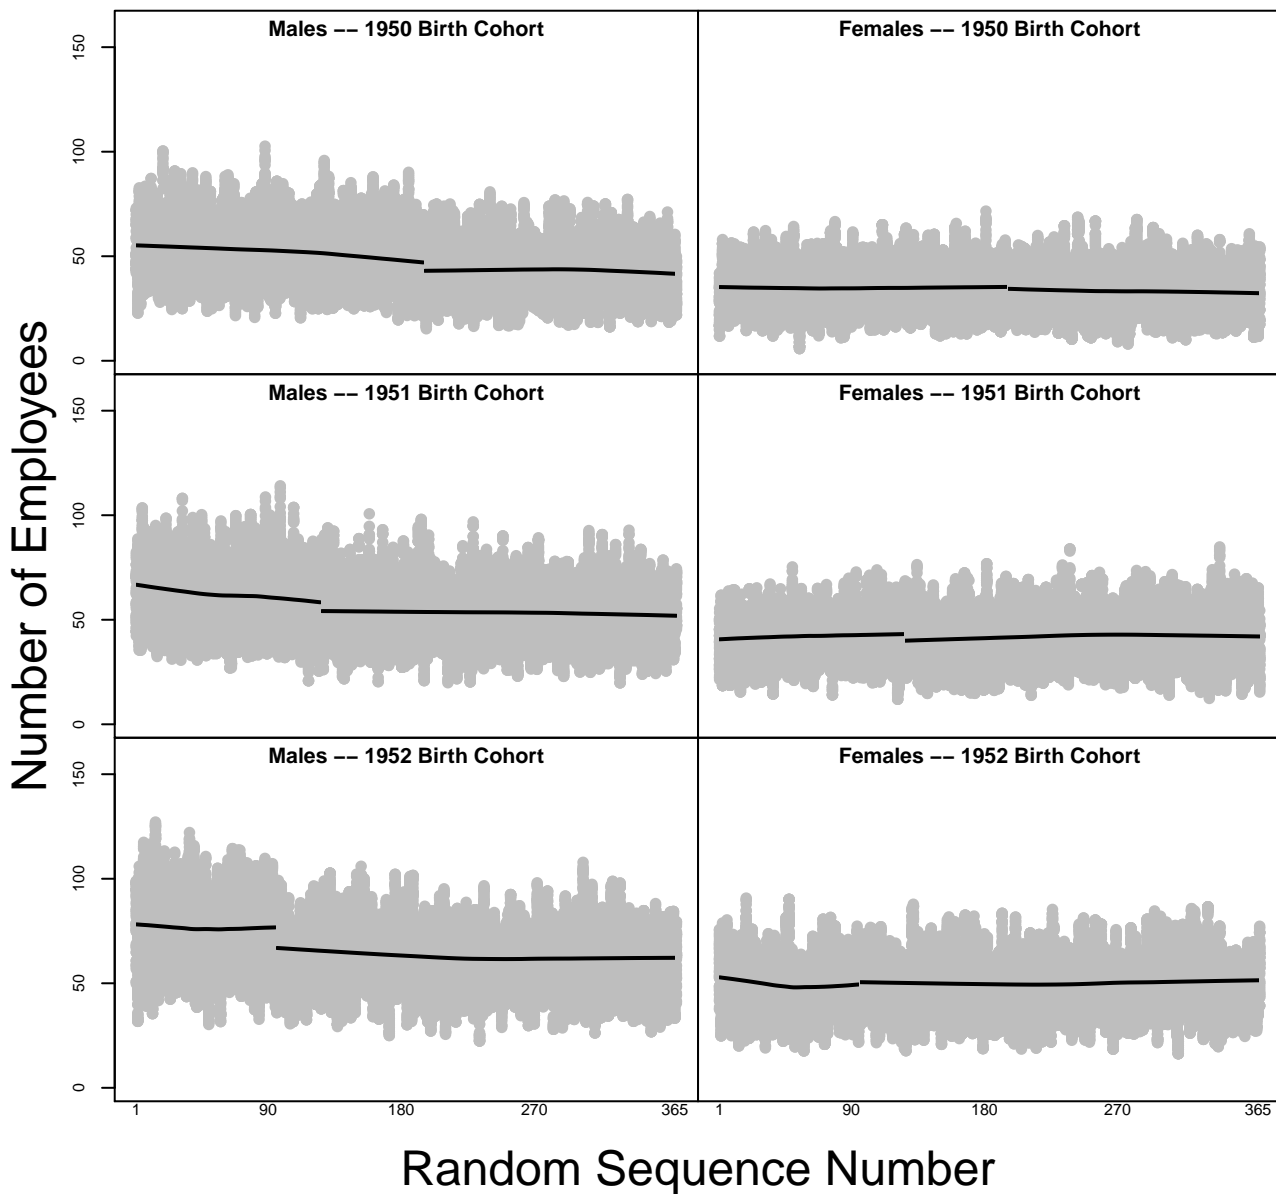 Males −− 1950 Birth Cohort
Females −− 1950 Birth Cohort
150
100
50
0
Males −− 1951 Birth Cohort
Females −− 1951 Birth Cohort
150
100
50
0
Males −− 1952 Birth Cohort
Females −− 1952 Birth Cohort
150
100
50
0
Number of Employees
1 90 180 270 365 1 90 180 270 365
Random Sequence Number